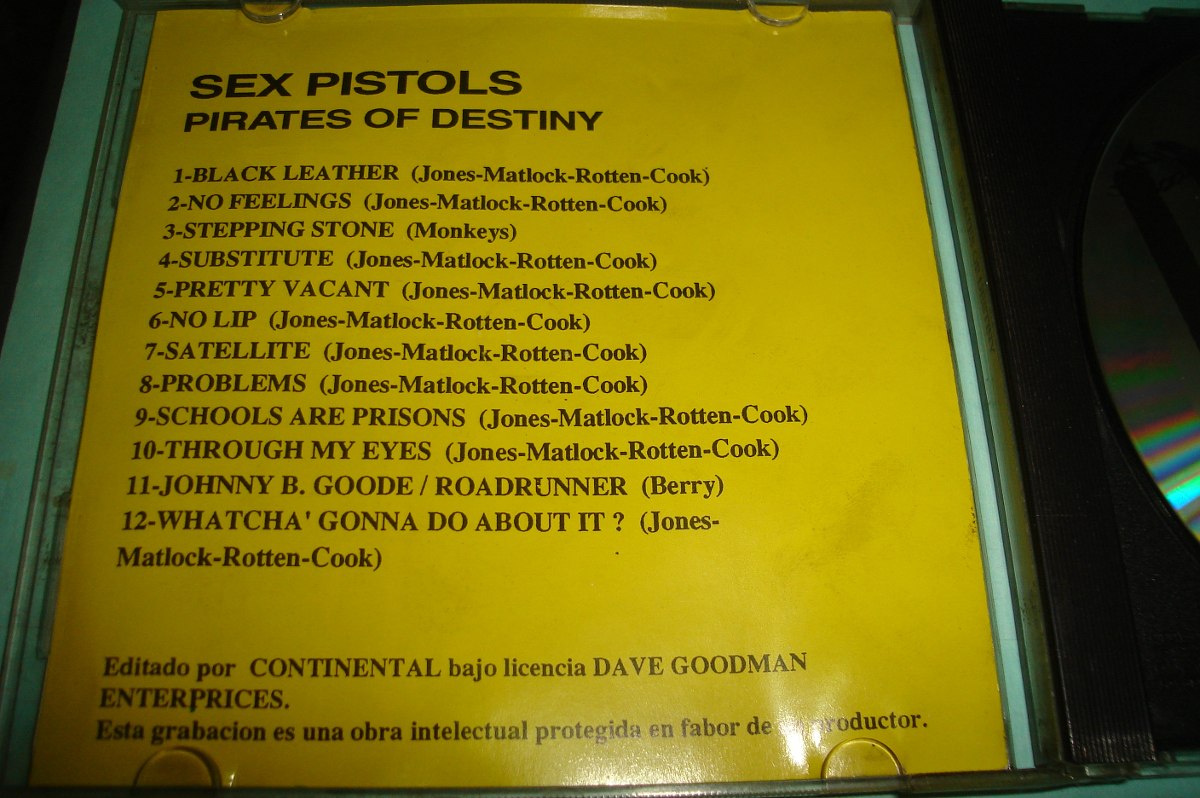 SEX PISTOLS
PIRATES OF DESTINY
1-BLACK LEATHER (Jones-Matlock-Rotten-Cook)
2-NO FEELINGS (Jones-Matlock-Rotten-Cook)
3-STEPPING STONE (Monkeys)
4-SUBSTITUTE (Jones-Matlock-Rotten-Cook)
5-PRETTY VACANT (Jones-Matlock-Rotten-Cook)
6-NO LIP (Jones-Matlock-Rotten-Cook)
7-SATELLITE (Jones-Matlock-Rotten-Cook)
8-PROBLEMS (Jones-Matlock-Rotten-Cook)
9-SCHOOLS ARE PRISONS (Jones-Matlock-Rotten-Cook)
10-THROUGH MY EYES (Jones-Matlock-Rotten-Cook)
11-JOHNNY B. GOODE / ROADRUNNER (Berry)
12-WHATCHA' GONNA DO ABOUT IT ? (Jones-
Matlock-Rotten-Cook)
Editado por CONTINENTAL bajo licencia DAVE GOODMAN
ENTERPRICES.
Esta grabacion es una obra intelectual protegida en fabor de productor.